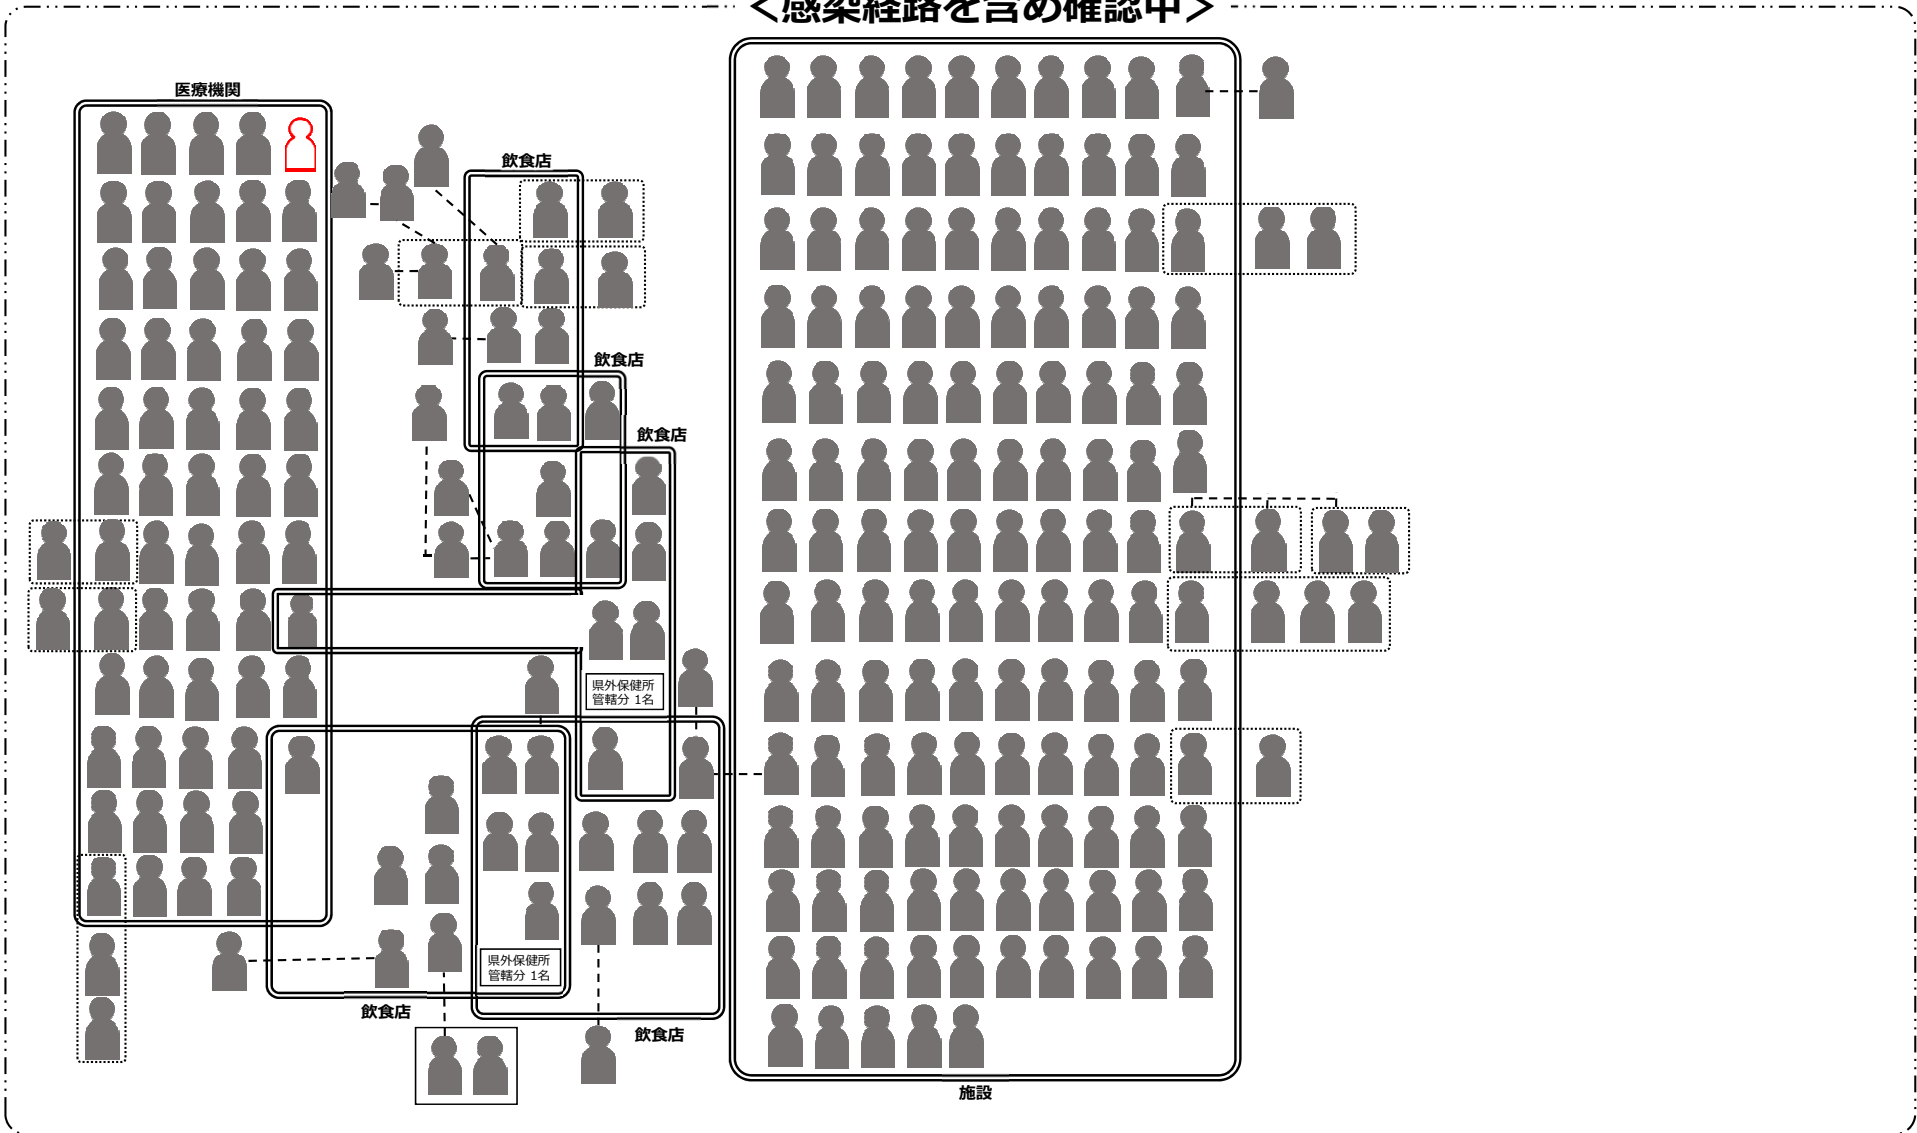 <感染経路を含め確認中>
医療機関
飲食店
飲食店
飲食店
県外保健所
管轄分 1名
県外保健所
管轄分 1名
飲食店
飲食店
施設